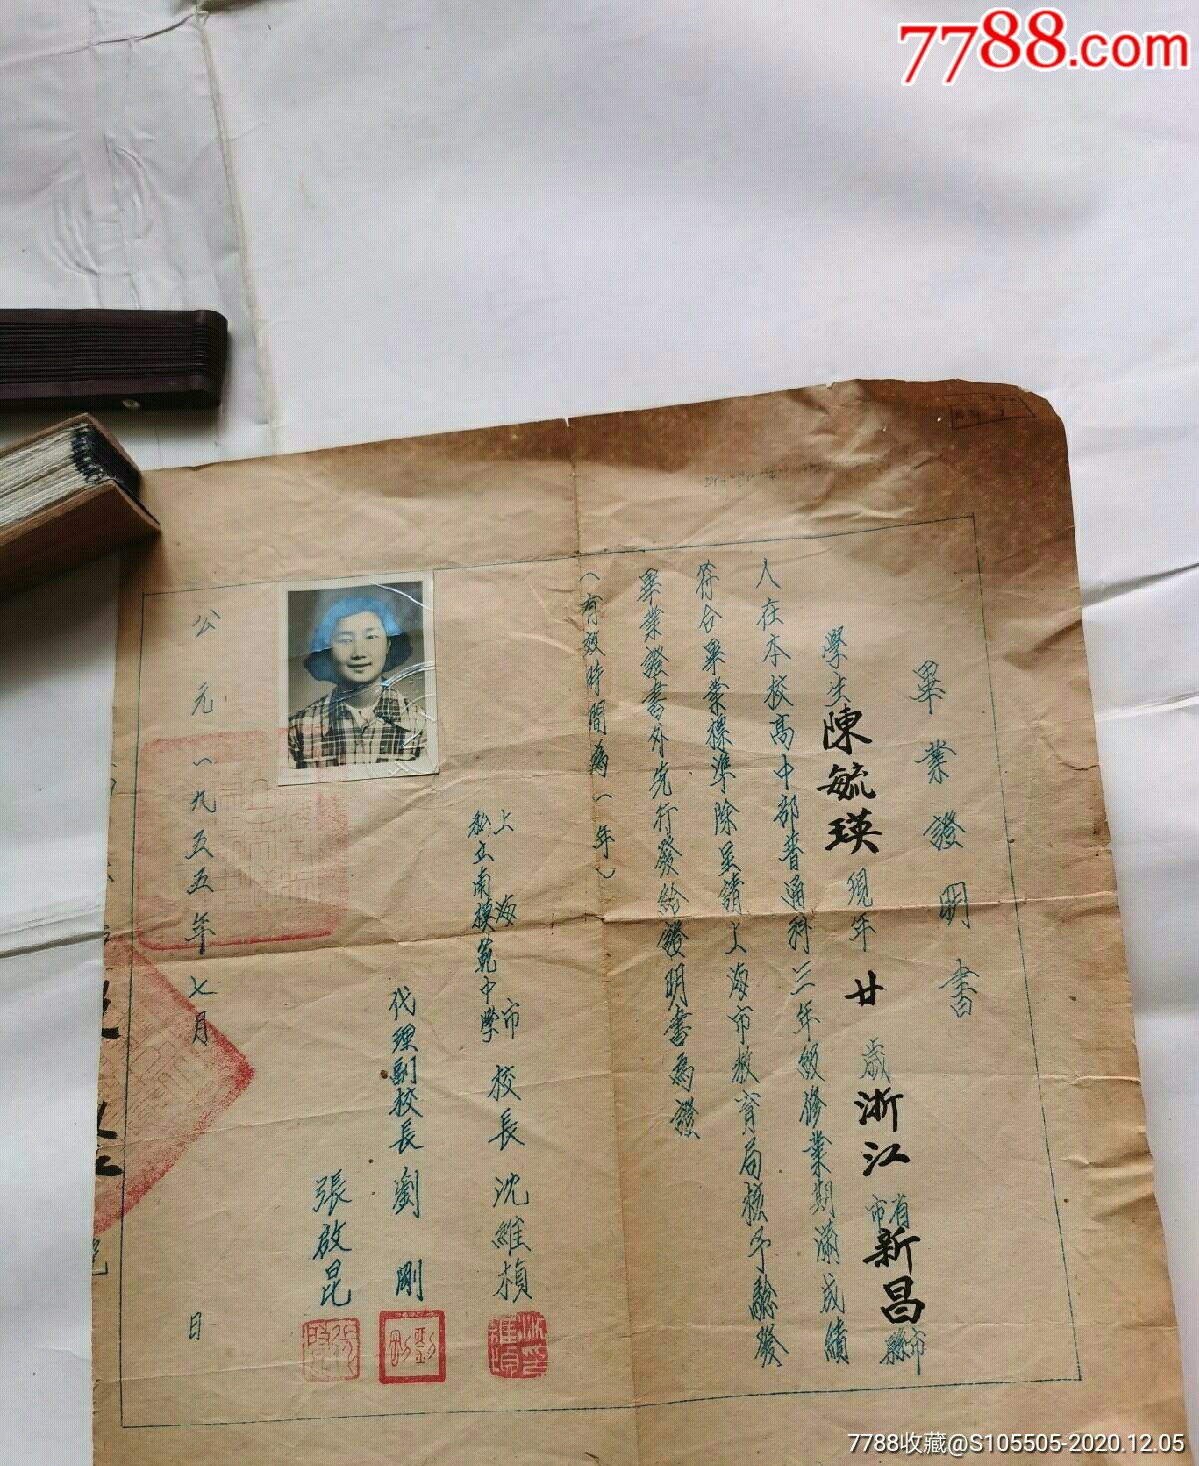 7788.com
畢業證明書
學生陳毓瑛現年廿歲浙江省市新昌縣市
人在本校高中部普通科三年級修業期滿成績
符合畢業標準除呈請上海市教育局核予驗發
畢業證書外先行發給證明書為證
(有效時間為一年)
上海市
私立南模範中學
校長 沈維楨
代理副校長 劉剛
張啟昆
公元一九五五年七月 日
7788收藏@S105505-2020.12.05